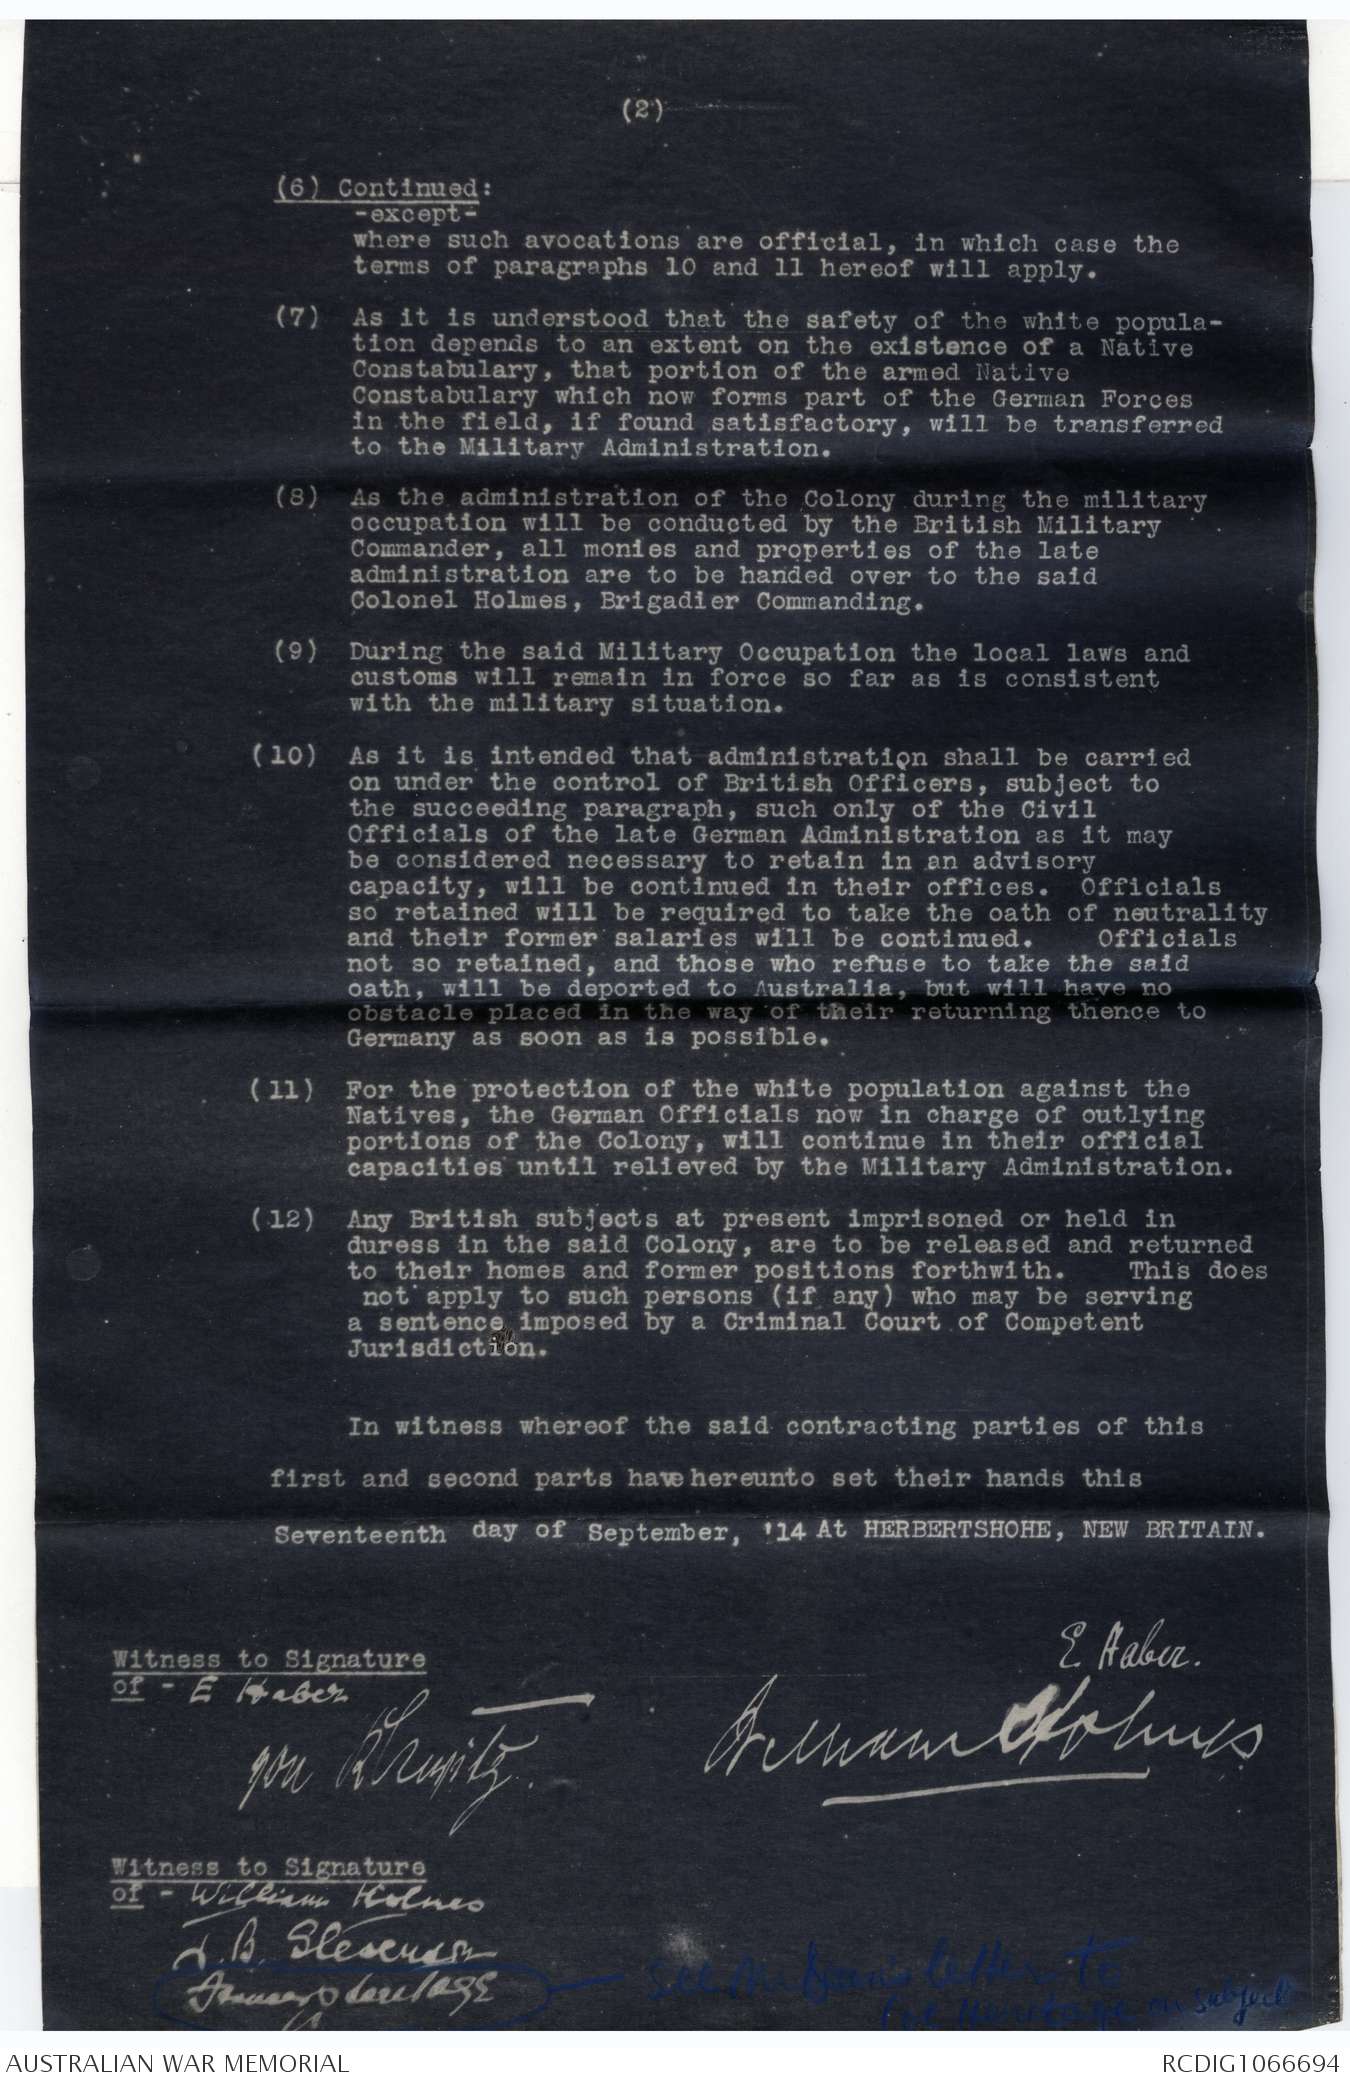 (2)
(6) Continued:
-except-
where such avocations are official, in which case the
terms of paragraphs 10 and 11 hereof will apply.
(7) As it is understood that the safety of the white popula-
tion depends to an extent on the existence of a Native
Constabulary, that portion of the armed Native
Constabulary which now forms part of the German Forces
in the field, if found satisfactory, will be transferred
to the Military Administration.
(8) As the administration of the Colony during the military
occupation will be conducted by the British Military
Commander, all monies and properties of the late
administration are to be handed over to the said
Colonel Holmes, Brigadier Commanding.
(9) During the said Military Occupation the local laws and
customs will remain in force so far as is consistent
with the military situation.
(10) As it is intended that administration shall be carried
on under the control of British Officers, subject to
the succeeding paragraph, such only of the Civil
Officials of the late German Administration as it may
be considered necessary to retain in an advisory
capacity, will be continued in their offices. Officials
so retained will be required to take the oath of neutrality
and their former salaries will be continued. Officials
not so retained, and those who refuse to take the said
oath, will be deported to Australia, but will have no
obstacle placed in the way of their returning thence to
Germany as soon as is possible.
(11) For the protection of the white population against the
Natives, the German Officials now in charge of outlying
portions of the Colony, will continue in their official
capacities until relieved by the Military Administration.
(12) Any British subjects at present imprisoned or held in
duress in the said Colony, are to be released and returned
to their homes and former positions forthwith. This does
not apply to such persons (if any) who may be serving
a sentence imposed by a Criminal Court of Competent
Jurisdiction.
In witness whereof the said contracting parties of this
first and second parts have hereunto set their hands this
Seventeenth day of September, '14 At HERBERTSHOHE, NEW BRITAIN.
E. Haber.
Witness to Signature
of - E Haber
William Holmes
von
Witness to Signature
of - William Holmes
B. Stevenson
Heritage
see letter to
Heritage on subject
AUSTRALIAN WAR MEMORIAL
RCDIG1066694